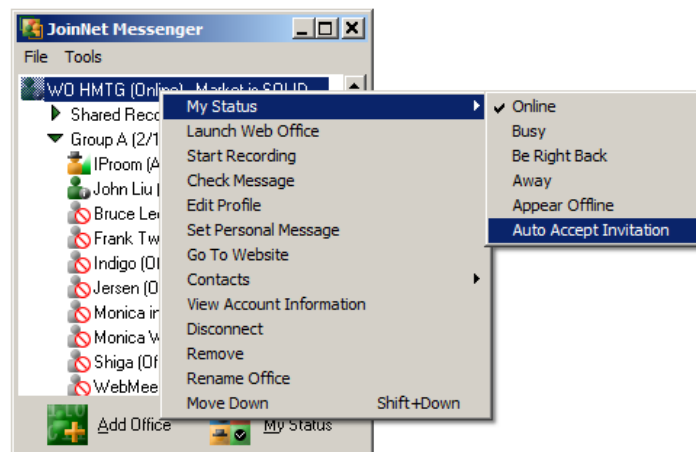 JoinNet Messenger
File Tools
WO HMTG (Online) - Market is SOLID
Shared Reco
Group A (2/1
IProom (A
John Liu (
Bruce Lee
Frank Tw
Indigo (Of
Jersen (O
Monica in
Monica W
Shiga (Of
WebMee
Add Office My Status
My Status
Launch Web Office
Start Recording
Check Message
Edit Profile
Set Personal Message
Go To Website
Contacts
View Account Information
Disconnect
Remove
Rename Office
Move Down Shift+Down
Online
Busy
Be Right Back
Away
Appear Offline
Auto Accept Invitation